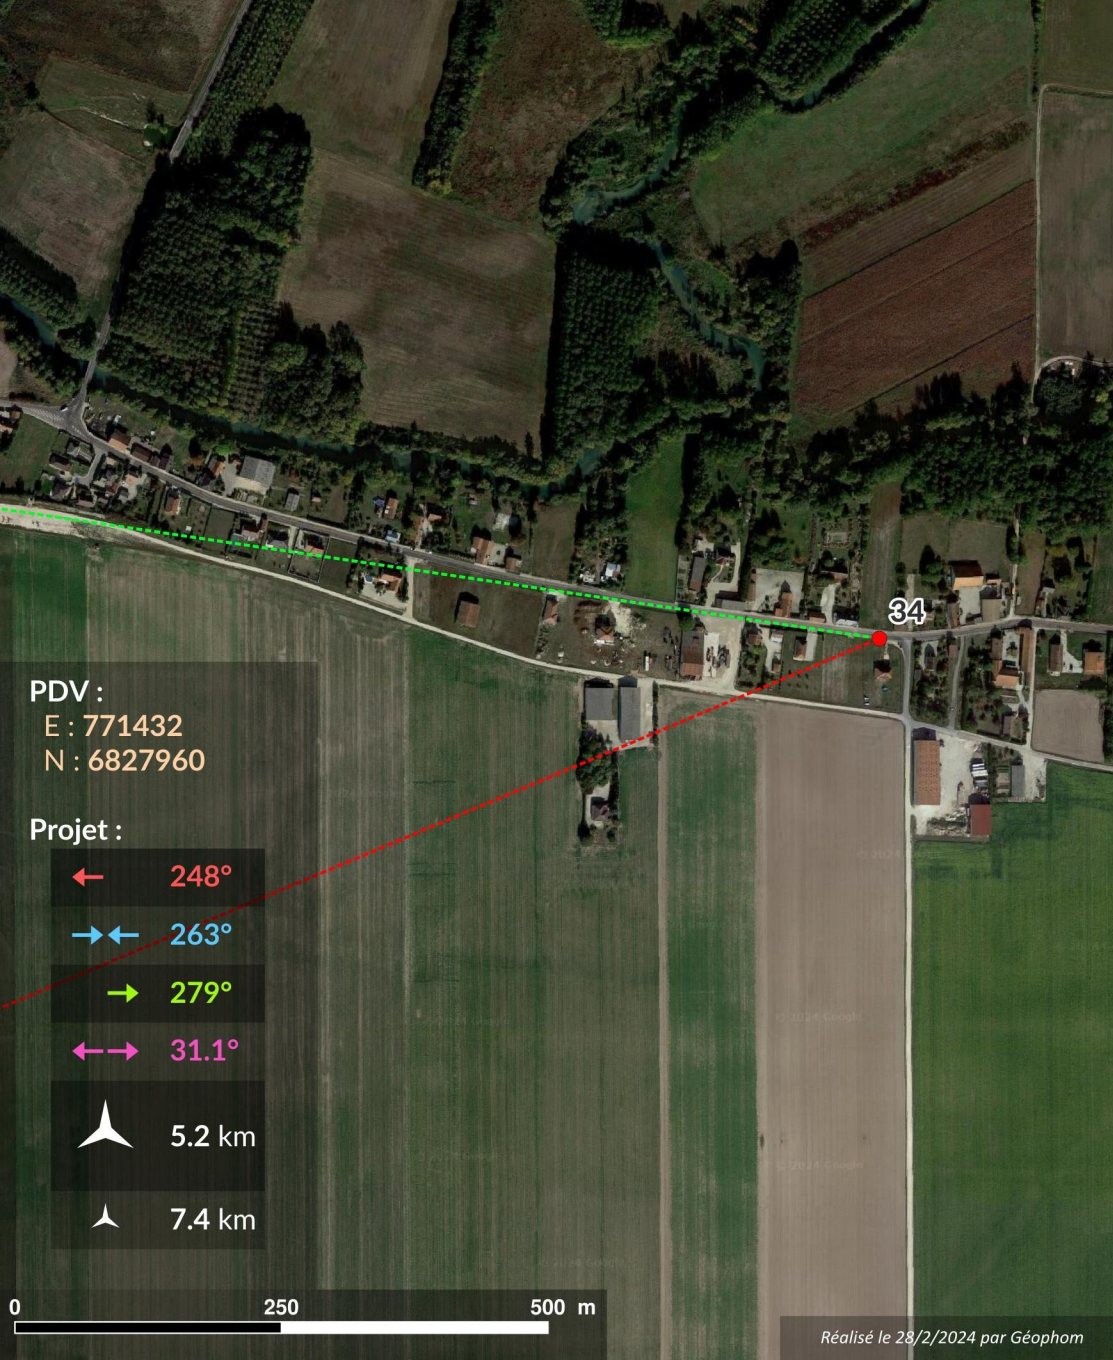 34
PDV :
E : 771432
N : 6827960
Projet :
248°
263°
279°
31.1°
5.2 km
7.4 km
0 250 500 m
Réalisé le 28/2/2024 par Géophom